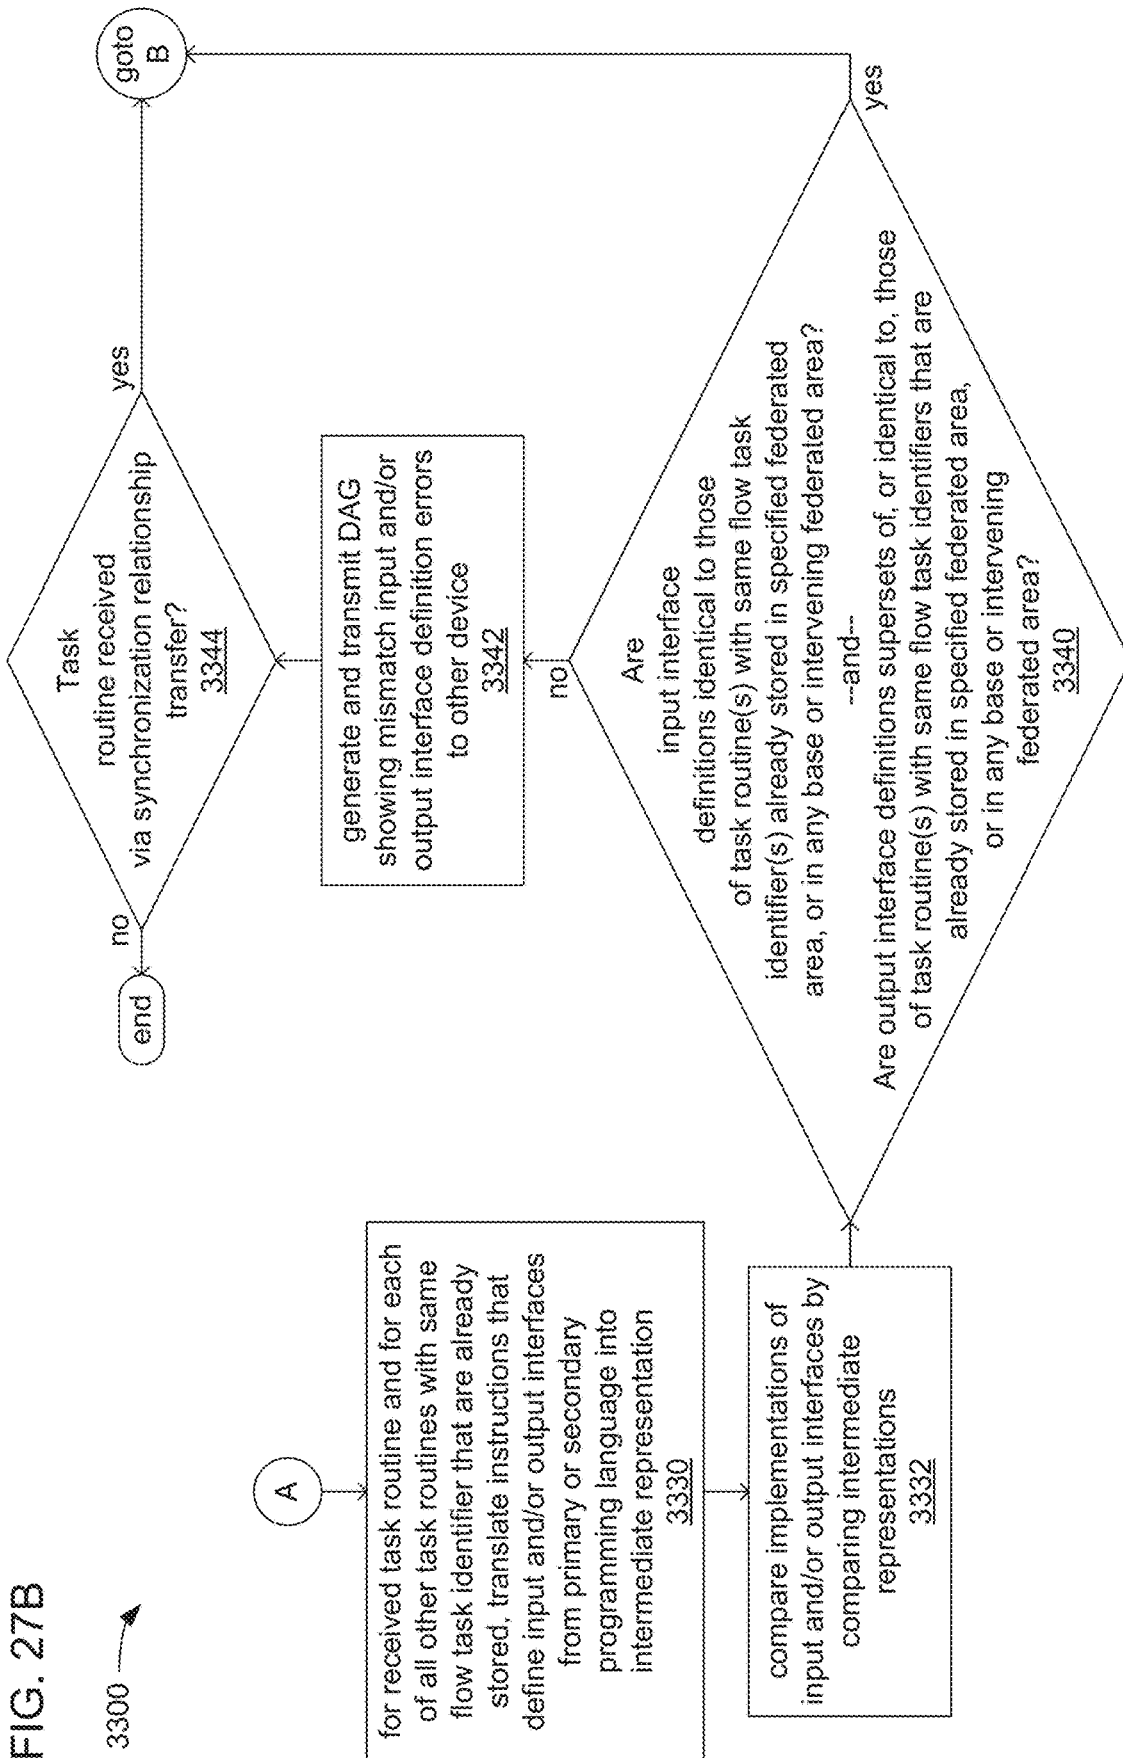 FIG. 27B
3300
A
for received task routine and for each
of all other task routines with same
flow task identifier that are already
stored, translate instructions that
define input and/or output interfaces
from primary or secondary
programming language into
intermediate representation
3330
compare implementations of
input and/or output interfaces by
comparing intermediate
representations
3332
Are
input interface
definitions identical to those
of task routine(s) with same flow task
identifier(s) already stored in specified federated
area, or in any base or intervening federated area?
--and--
Are output interface definitions supersets of, or identical to, those
of task routine(s) with same flow task identifiers that are
already stored in specified federated area,
or in any base or intervening
federated area?
3340
no
yes
generate and transmit DAG
showing mismatch input and/or
output interface definition errors
to other device
3342
Task
routine received
via synchronization relationship
transfer?
3344
no
yes
end
goto
B